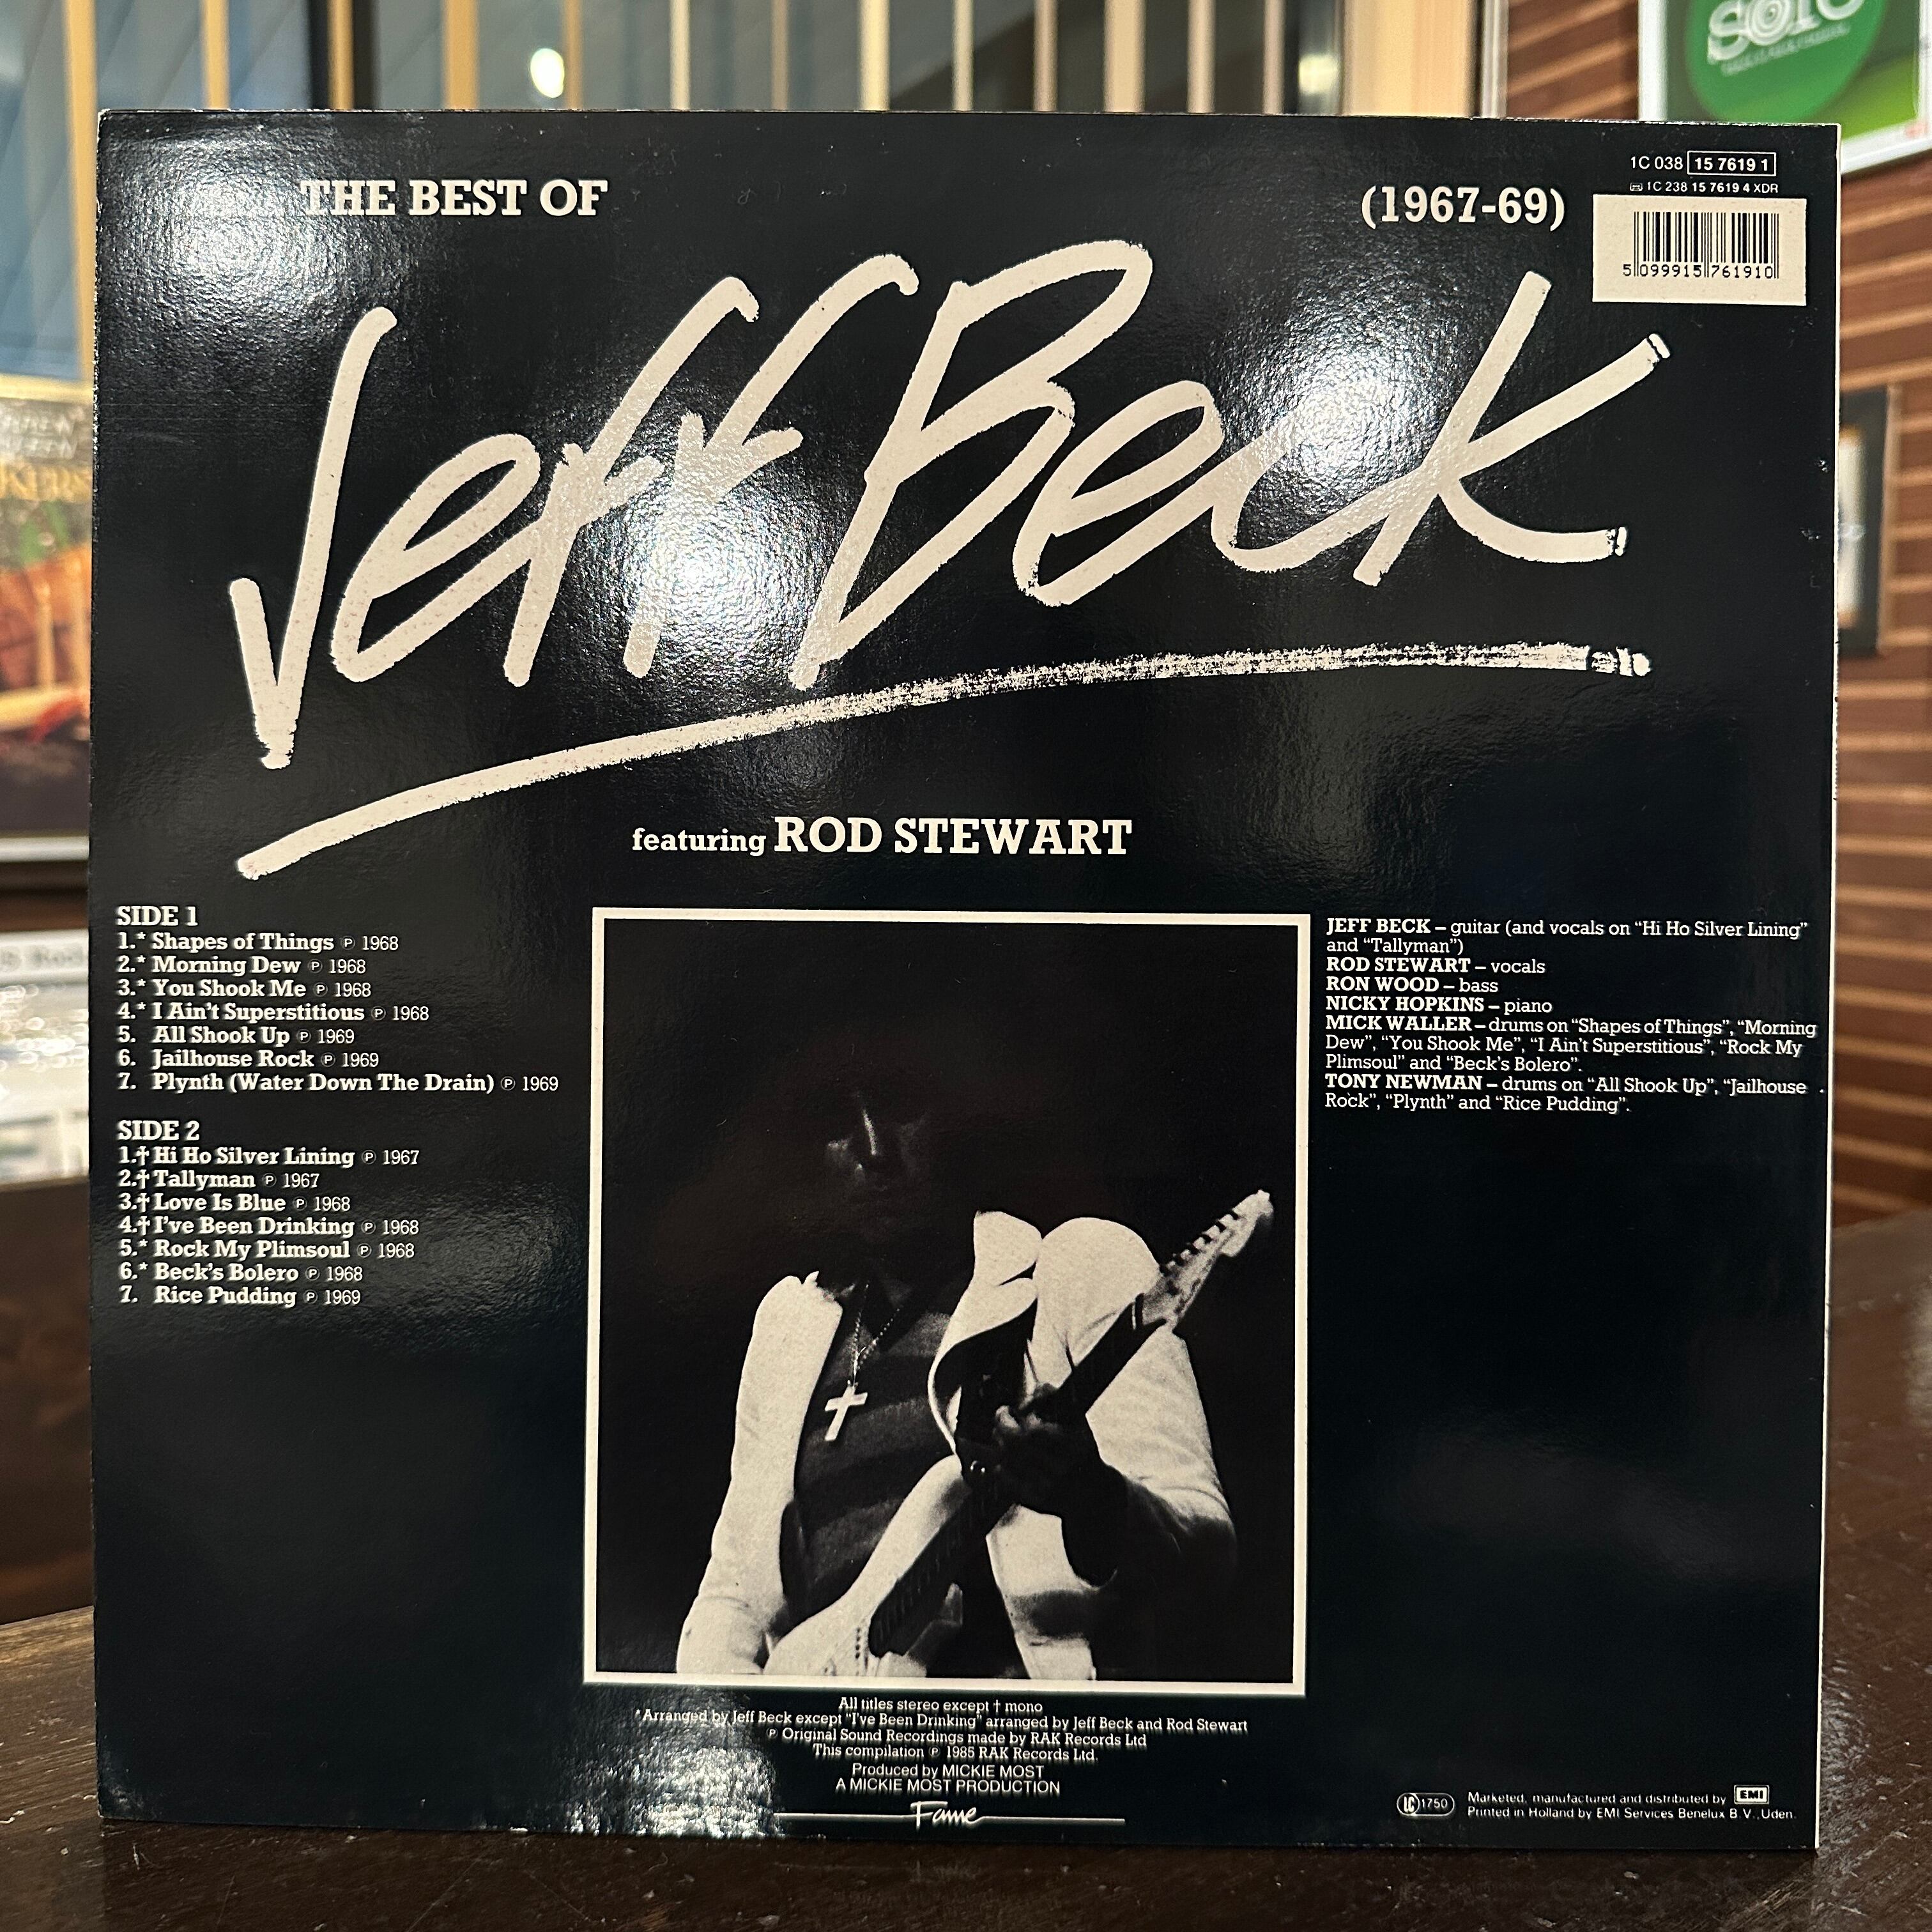 SOlO
THE BEST OF
(1967-69)
1C 038 15 7619 1
1C 238 15 7619 4 XDR
5 099915 761910
Jeff Beck
featuring ROD STEWART
SIDE 1
1.* Shapes of Things ℗ 1968
2.* Morning Dew ℗ 1968
3.* You Shook Me ℗ 1968
4.* I Ain't Superstitious ℗ 1968
5. All Shook Up ℗ 1969
6. Jailhouse Rock ℗ 1969
7. Plynth (Water Down The Drain) ℗ 1969
SIDE 2
1.† Hi Ho Silver Lining ℗ 1967
2.† Tallyman ℗ 1967
3.† Love Is Blue ℗ 1968
4.† I've Been Drinking ℗ 1968
5.* Rock My Plimsoul ℗ 1968
6.* Beck's Bolero ℗ 1968
7. Rice Pudding ℗ 1969
JEFF BECK – guitar (and vocals on “Hi Ho Silver Lining”
and “Tallyman”)
ROD STEWART – vocals
RON WOOD – bass
NICKY HOPKINS – piano
MICK WALLER – drums on “Shapes of Things”, “Morning
Dew”, “You Shook Me”, “I Ain't Superstitious”, “Rock My
Plimsoul” and “Beck's Bolero”.
TONY NEWMAN – drums on “All Shook Up”, “Jailhouse
Rock”, “Plynth” and “Rice Pudding”.
All titles stereo except † mono
*Arranged by Jeff Beck except “I've Been Drinking” arranged by Jeff Beck and Rod Stewart
℗ Original Sound Recordings made by RAK Records Ltd
This compilation ℗ 1985 RAK Records Ltd.
Produced by MICKIE MOST
A MICKIE MOST PRODUCTION
Fame
LC 1750
Marketed, manufactured and distributed by EMI
Printed in Holland by EMI Services Benelux B.V., Uden.